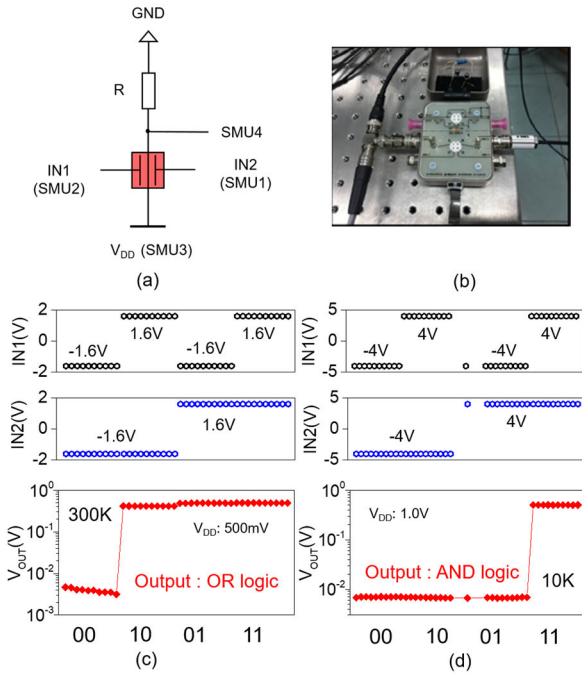 GND
R
SMU4
IN1
(SMU2)
IN2
(SMU1)
V_DD (SMU3)
(a)
(b)
IN1(V)
2
0
-2
-1.6V
1.6V
-1.6V
1.6V
IN1(V)
5
0
-5
-4V
4V
-4V
4V
IN2(V)
2
0
-2
-1.6V
1.6V
IN2(V)
5
0
-5
-4V
4V
V_OUT(V)
10^0
10^-1
10^-2
10^-3
300K
V_DD: 500mV
Output : OR logic
00 10 01 11
(c)
V_OUT(V)
10^0
10^-1
10^-2
V_DD: 1.0V
Output : AND logic
10K
00 10 01 11
(d)